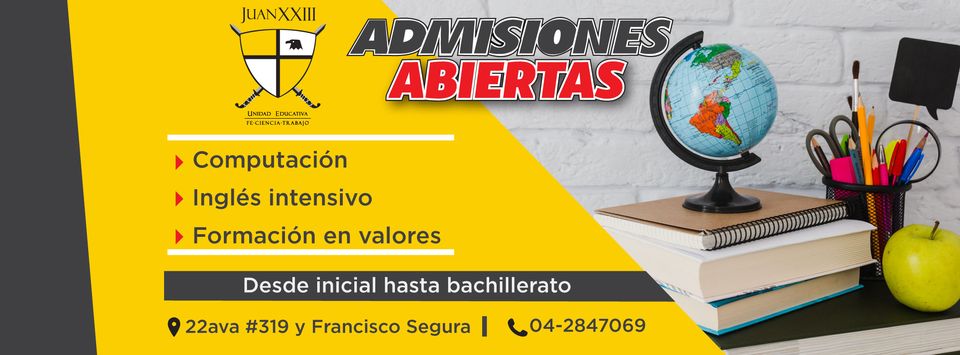 JUANXXIII
UNIDAD EDUCATIVA
FE·CIENCIA·TRABAJO
ADMISIONES
ABIERTAS
Computación
Inglés intensivo
Formación en valores
Desde inicial hasta bachillerato
22ava #319 y Francisco Segura | 04-2847069